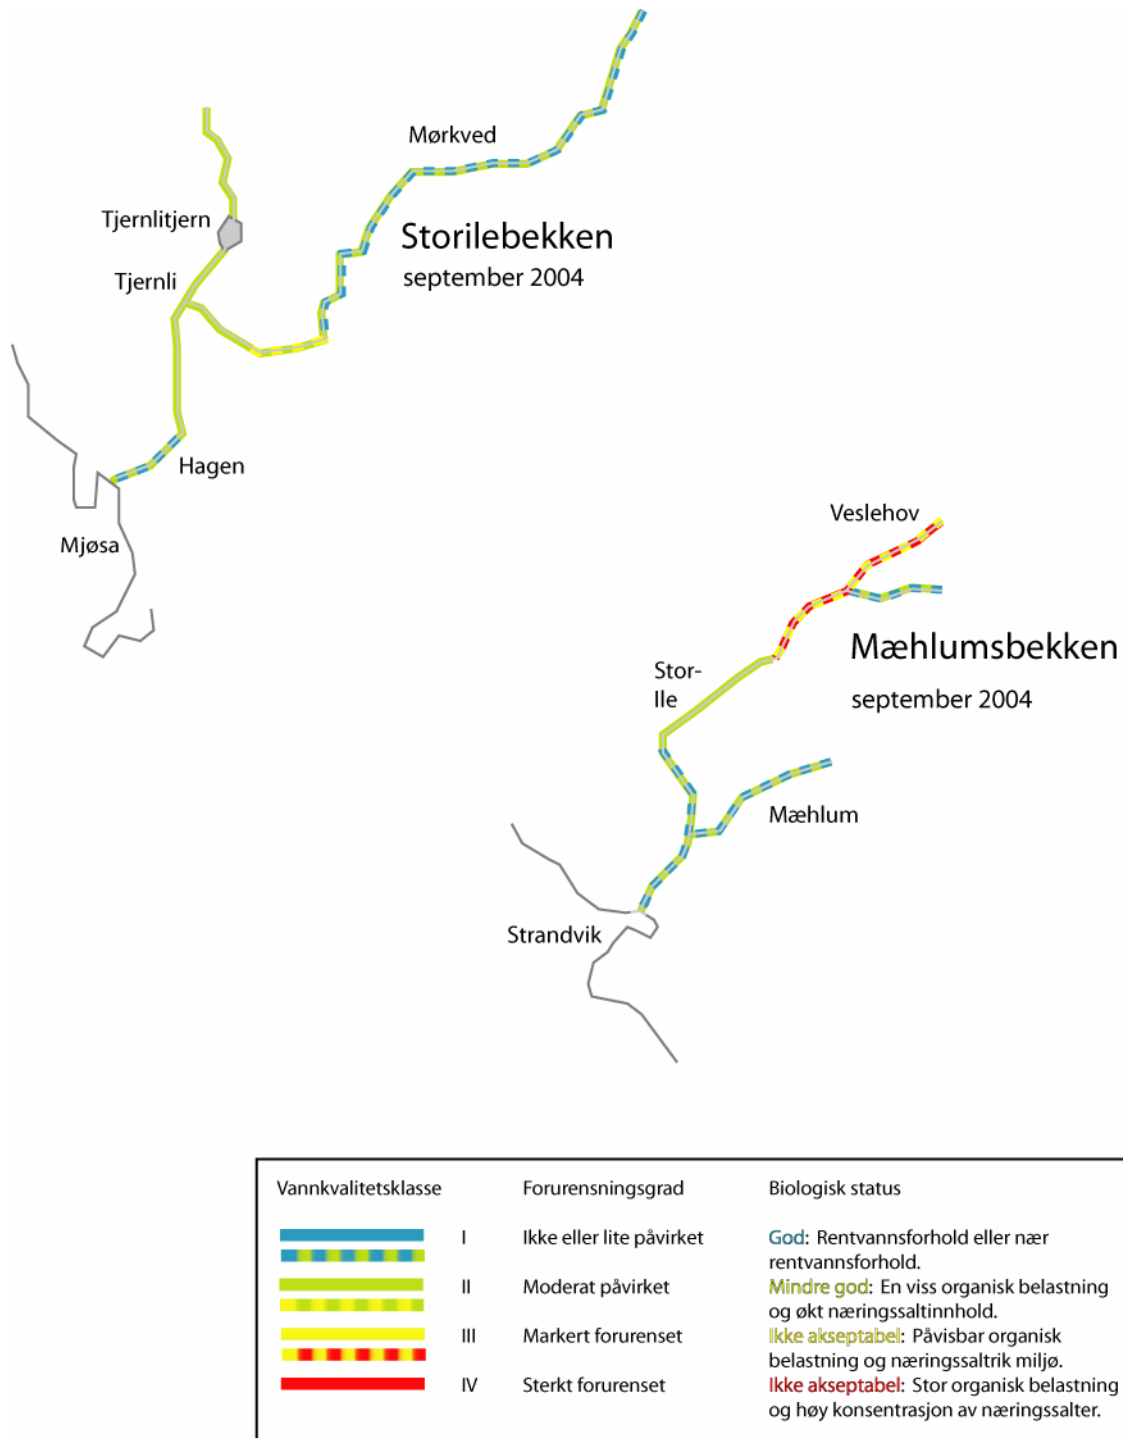 Mørkved
Tjernlitjern
Storilebekken
september 2004
Tjernli
Hagen
Mjøsa
Veslehov
Mæhlumsbekken
september 2004
Stor-
Ile
Mæhlum
Strandvik
Vannkvalitetsklasse Forurensningsgrad Biologisk status
I Ikke eller lite påvirket God: Rentvannsforhold eller nær
rentvannsforhold.
II Moderat påvirket Mindre god: En viss organisk belastning
og økt næringssaltinnhold.
III Markert forurenset Ikke akseptabel: Påvisbar organisk
belastning og næringssaltrik miljø.
IV Sterkt forurenset Ikke akseptabel: Stor organisk belastning
og høy konsentrasjon av næringssalter.